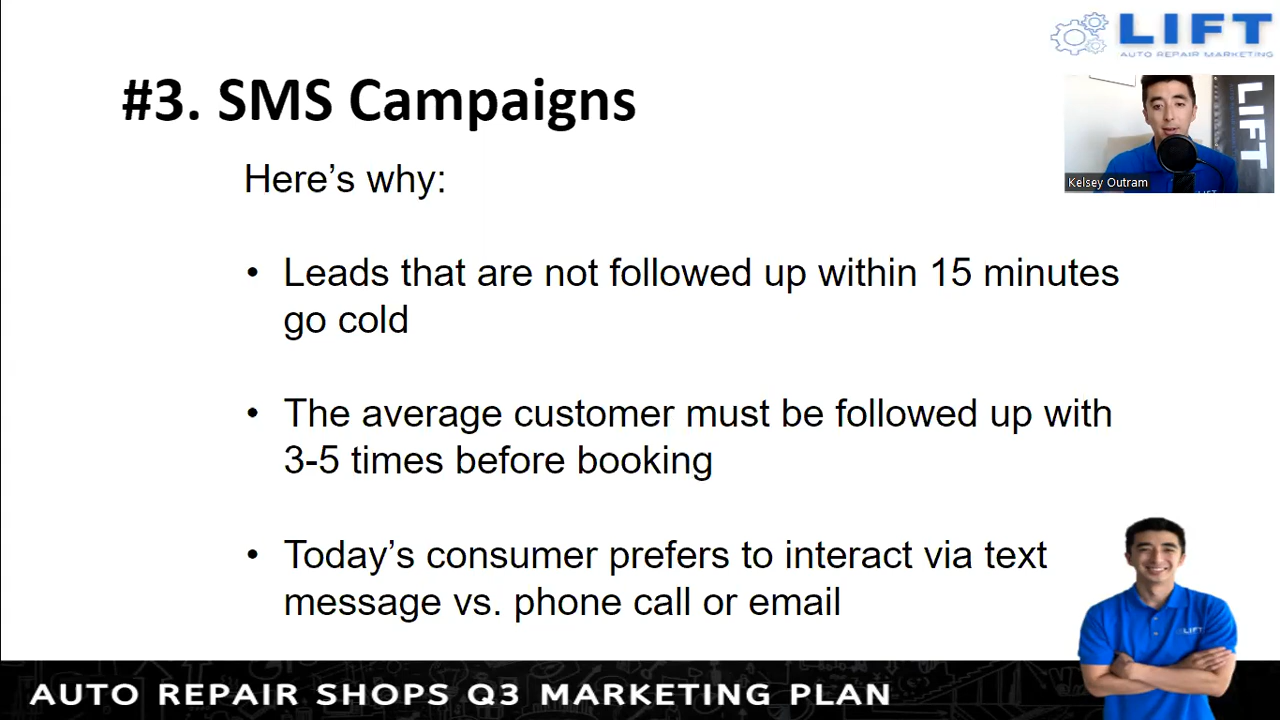 LIFT
AUTO REPAIR MARKETING
#3. SMS Campaigns
LIFT
Kelsey Outram
Here's why:
• Leads that are not followed up within 15 minutes
go cold
• The average customer must be followed up with
3-5 times before booking
• Today's consumer prefers to interact via text
message vs. phone call or email
LIFT
AUTO REPAIR SHOPS Q3 MARKETING PLAN